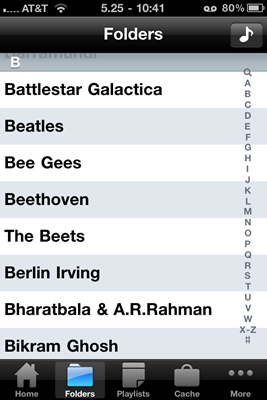 ..... AT&T 5.25 - 10:41 80%
Folders
Barramundi
B
Battlestar Galactica
Beatles
Bee Gees
Beethoven
The Beets
Berlin Irving
Bharatbala & A.R.Rahman
Bikram Ghosh
A
B
C
D
E
F
G
H
I
J
K
L
M
N
O
P
Q
R
S
T
U
V
W
X-Z
#
Home Folders Playlists Cache More